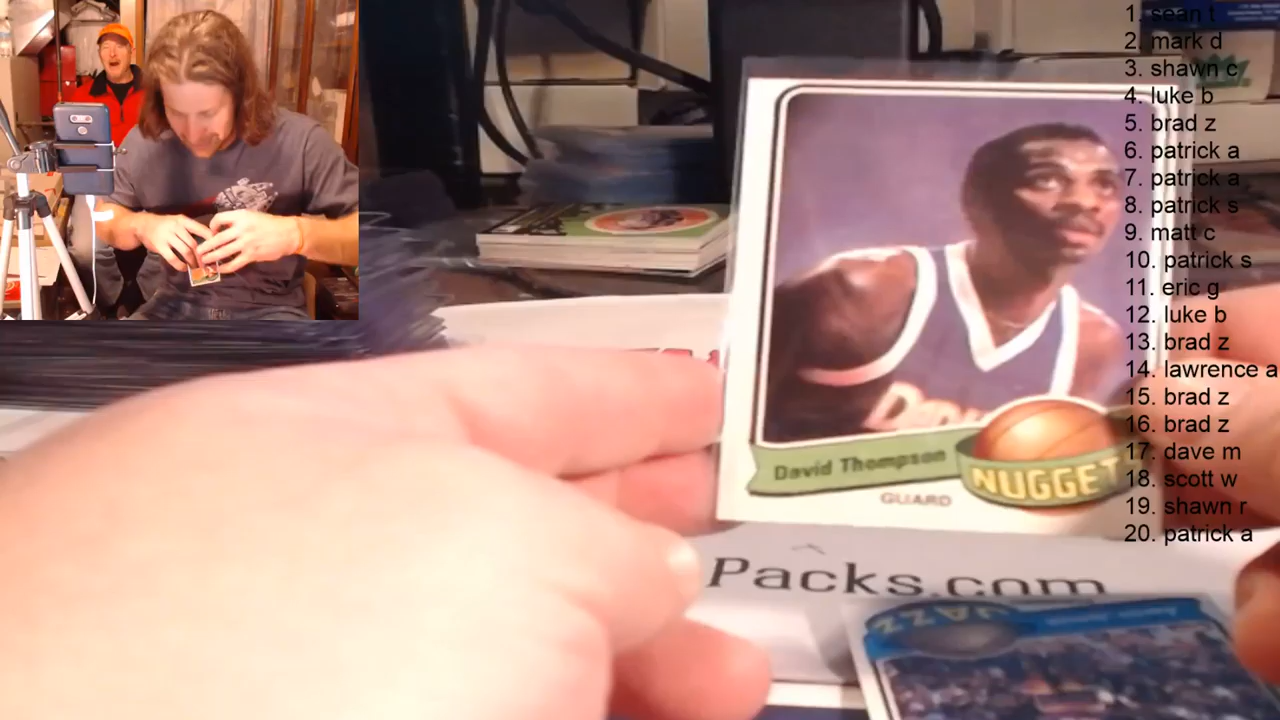 1. sean t
2. mark d
3. shawn c
4. luke b
5. brad z
6. patrick a
7. patrick a
8. patrick s
9. matt c
10. patrick s
11. eric g
12. luke b
13. brad z
14. lawrence a
15. brad z
16. brad z
17. dave m
18. scott w
19. shawn r
20. patrick a
David Thompson
NUGGET
GUARD
Packs.com
JAZZ